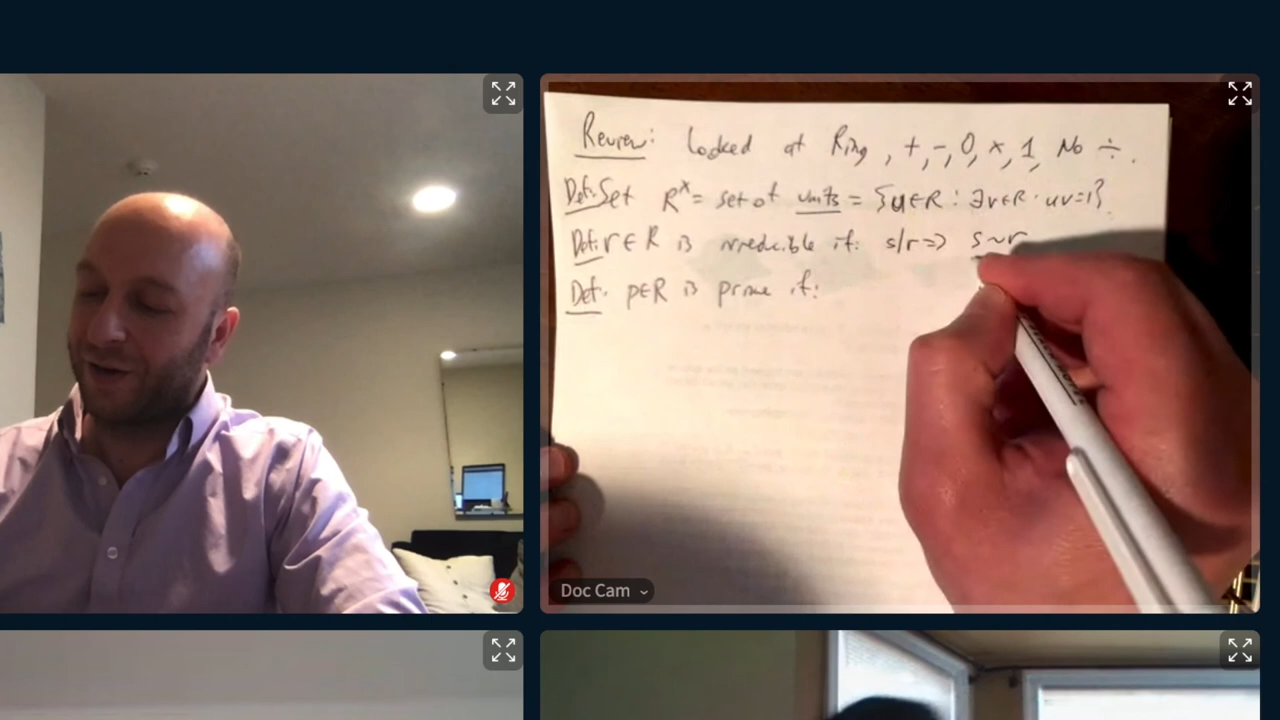 Review: Looked at Ring, +, -, 0, ×, 1, No ÷.
Def: Set R^× = set of units = {u∈R : ∃v∈R · uv=1}
Def: r∈R is irreducible if: s|r => s~r
Def. p∈R is prime if:
Doc Cam